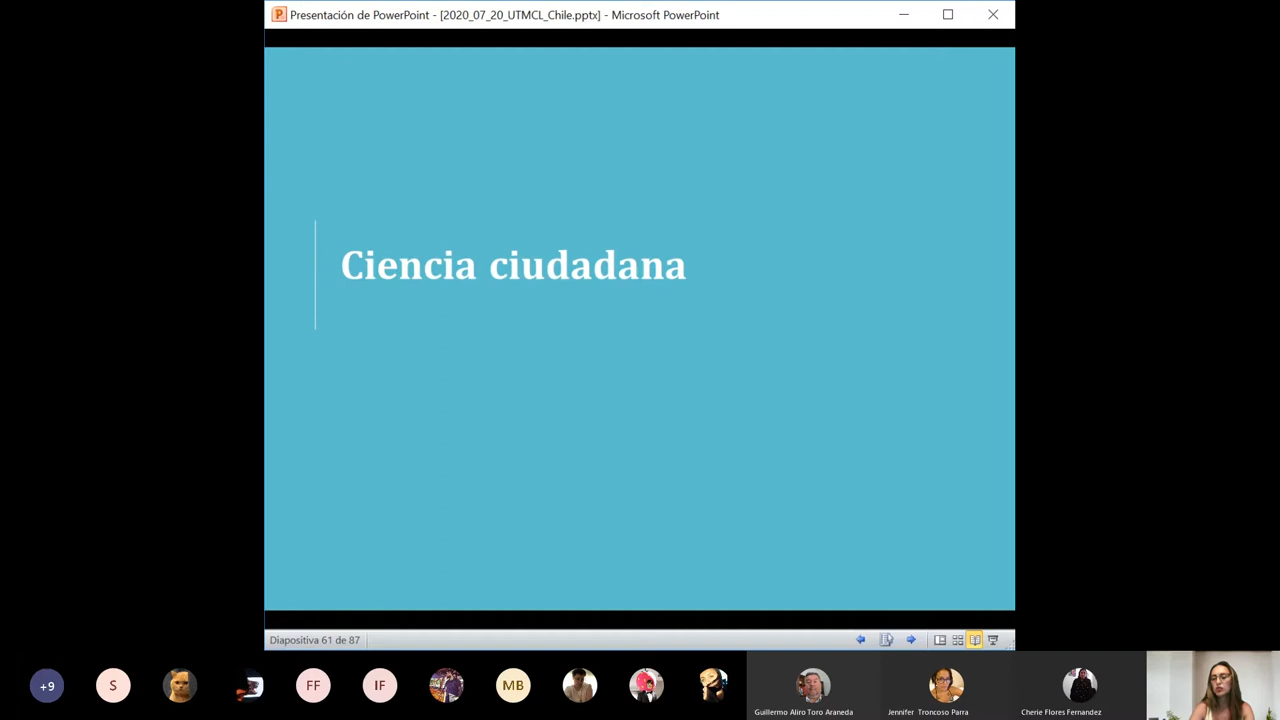 Presentación de PowerPoint - [2020_07_20_UTMCL_Chile.pptx] - Microsoft PowerPoint
Ciencia ciudadana
Diapositiva 61 de 87
+9
S
FF
IF
MB
Guillermo Aliro Toro Araneda
Jennifer Troncoso Parra
Cherie Flores Fernandez